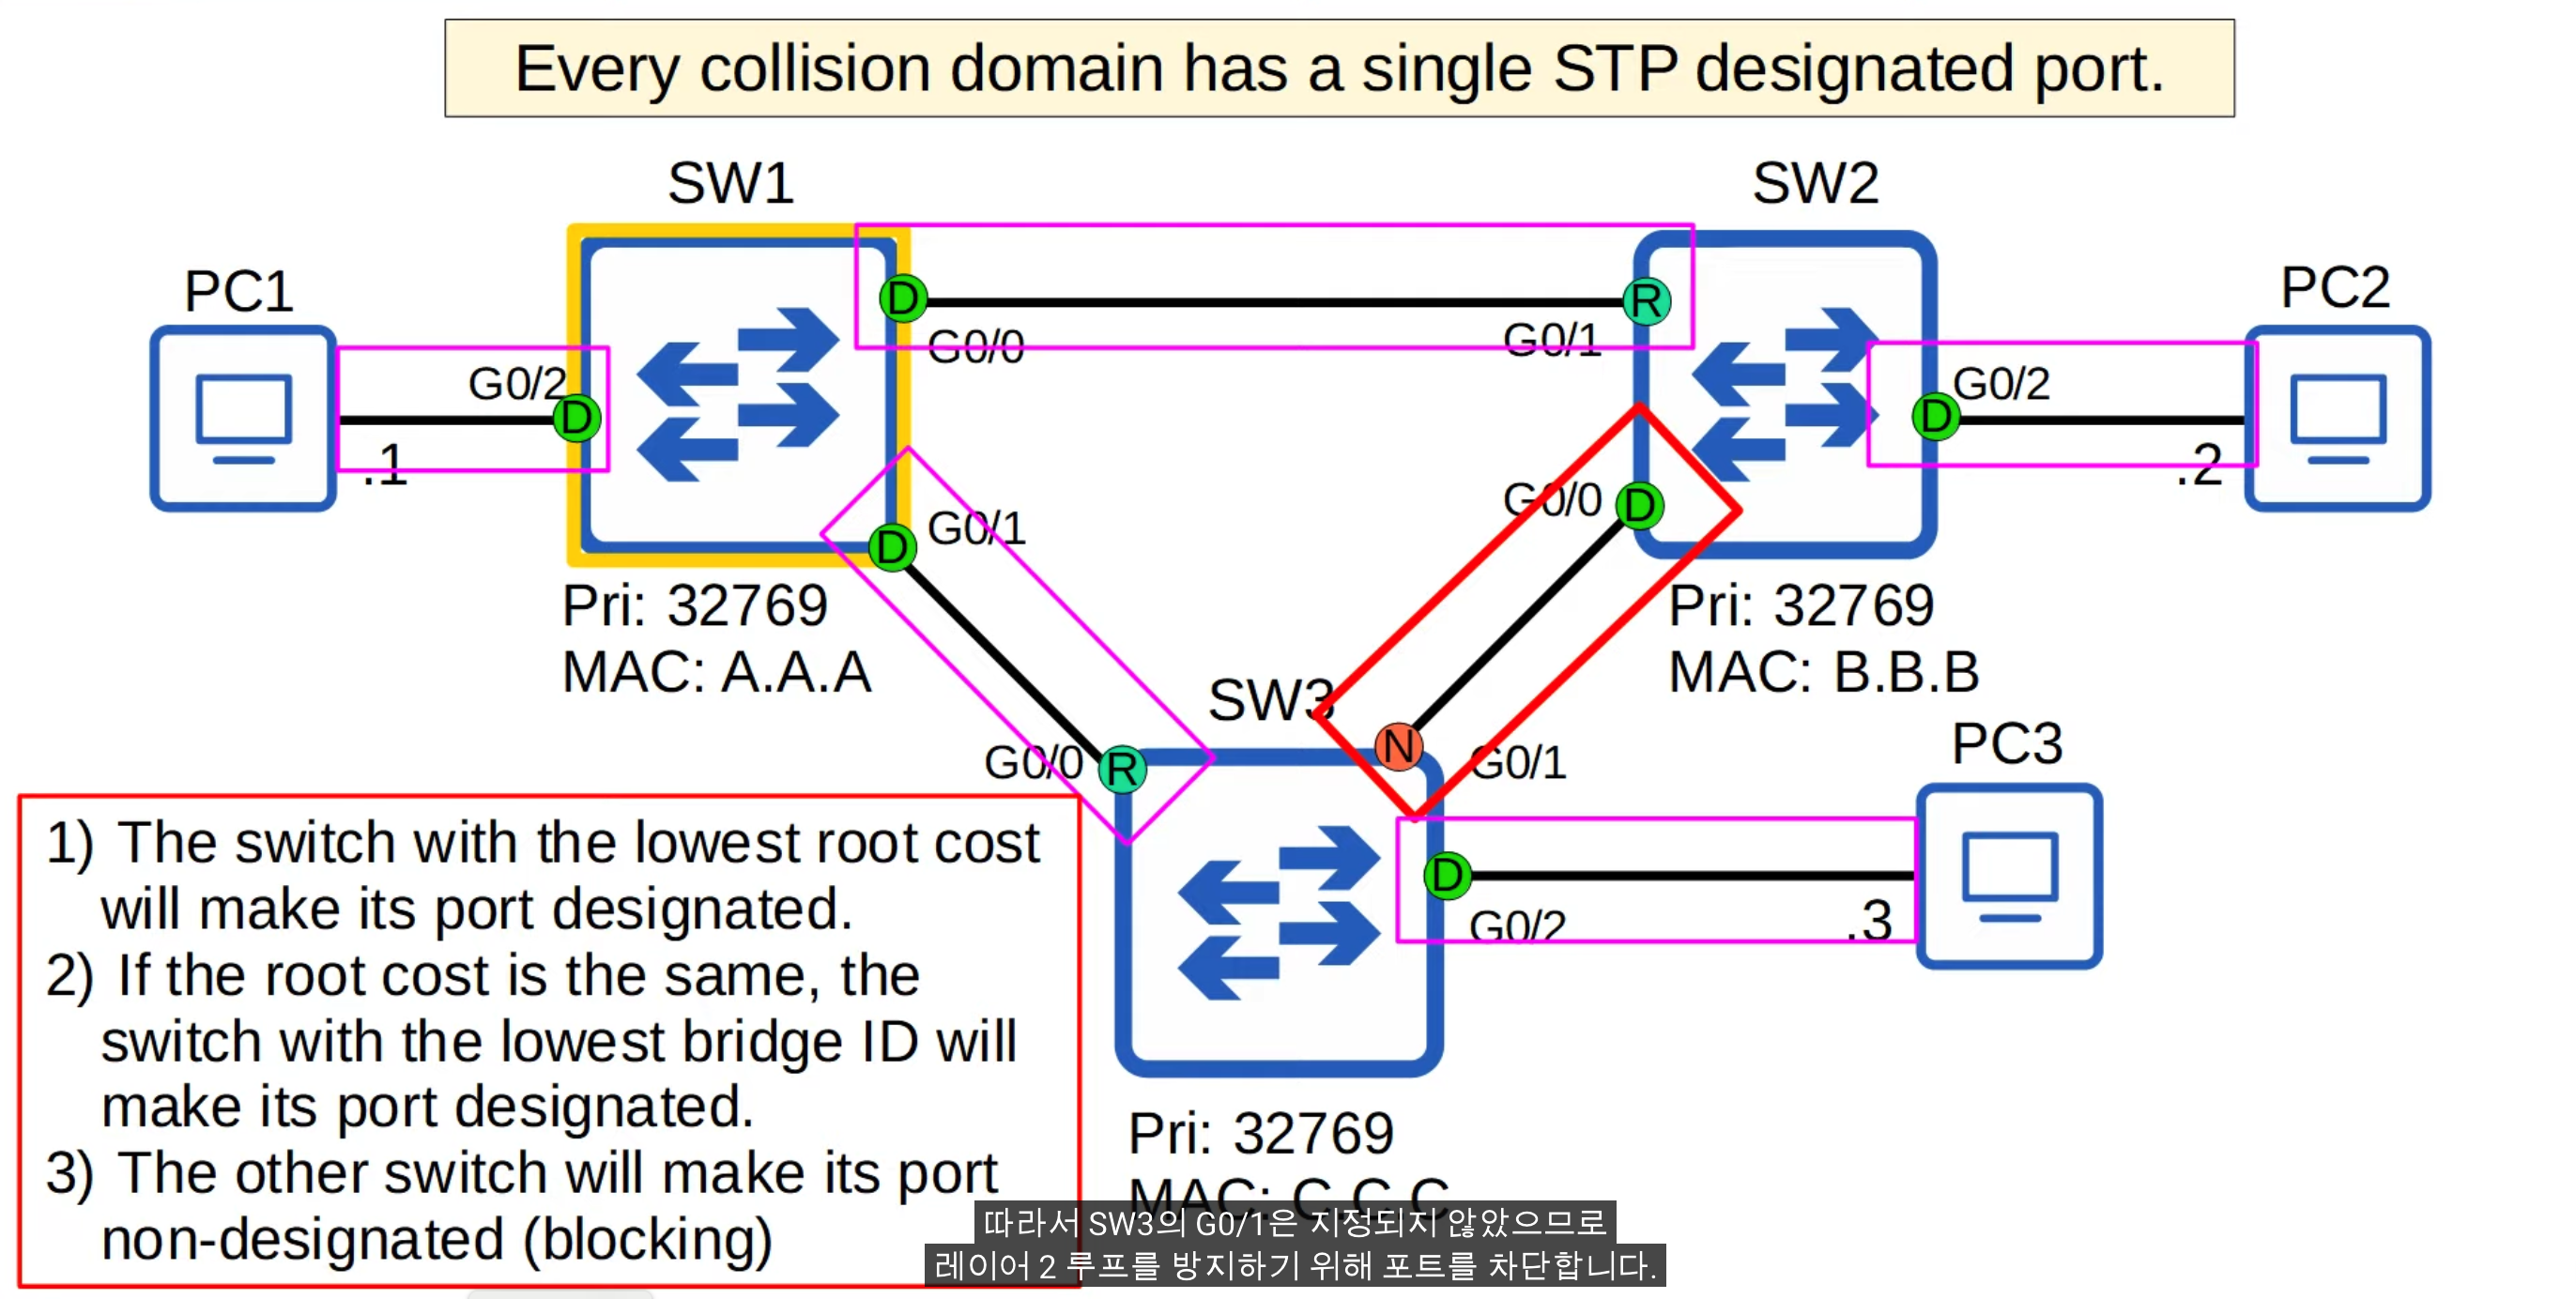 Every collision domain has a single STP designated port.
SW1
SW2
PC1
PC2
G0/2
D
.1
D
G0/0
G0/1
R
D
G0/2
.2
D
G0/1
G0/0
D
Pri: 32769
MAC: A.A.A
Pri: 32769
MAC: B.B.B
SW3
PC3
G0/0
R
N
G0/1
D
G0/2
.3
1) The switch with the lowest root cost
will make its port designated.
2) If the root cost is the same, the
switch with the lowest bridge ID will
make its port designated.
3) The other switch will make its port
non-designated (blocking)
Pri: 32769
MAC: C.C.C
따라서 SW3의 G0/1은 지정되지 않았으므로
레이어 2 루프를 방지하기 위해 포트를 차단합니다.